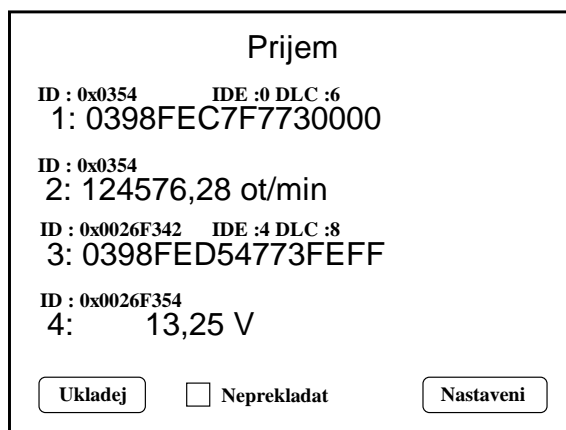 Prijem
ID : 0x0354 IDE :0 DLC :6
1: 0398FEC7F7730000
ID : 0x0354
2: 124576,28 ot/min
ID : 0x0026F342 IDE :4 DLC :8
3: 0398FED54773FEFF
ID : 0x0026F354
4: 13,25 V
Ukladej Neprekladat Nastaveni